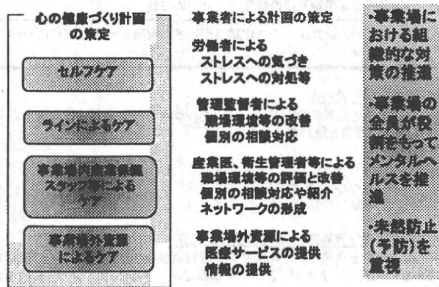 心の健康づくり計画
の策定
セルフケア
ラインによるケア
事業場内産業保健
スタッフ等による
ケア
事業場外資源
によるケア
事業者による計画の策定
労働者による
ストレスへの気づき
ストレスへの対処等
管理監督者による
職場環境等の改善
個別の相談対応
産業医、衛生管理者等による
職場環境等の評価と改善
個別の相談対応や紹介
ネットワークの形成
事業場外資源による
医療サービスの提供
情報の提供
・事業場に
おける組
織的な対
策の推進
・事業場の
全員が役
割をもって
メンタルヘ
ルスを推
進
・未然防止
(予防)を
重視